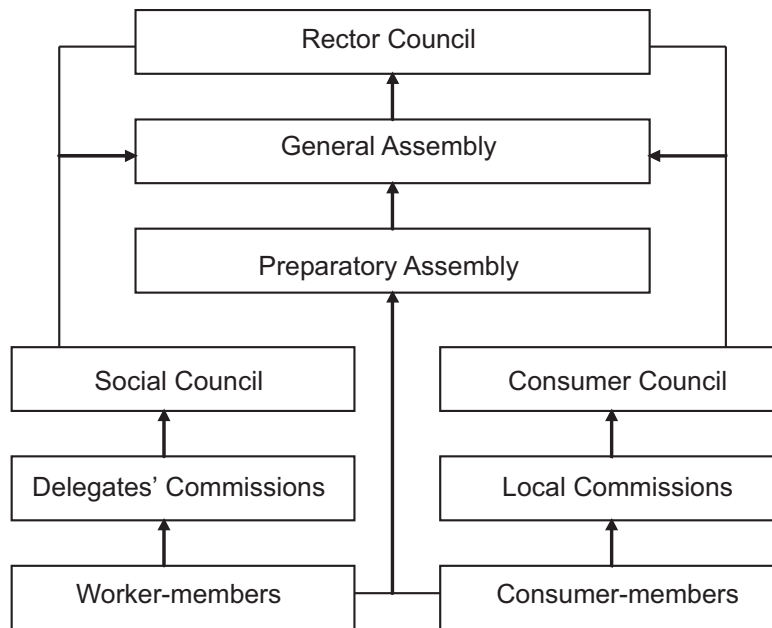 Rector Council
General Assembly
Preparatory Assembly
Social Council
Consumer Council
Delegates’ Commissions
Local Commissions
Worker-members
Consumer-members